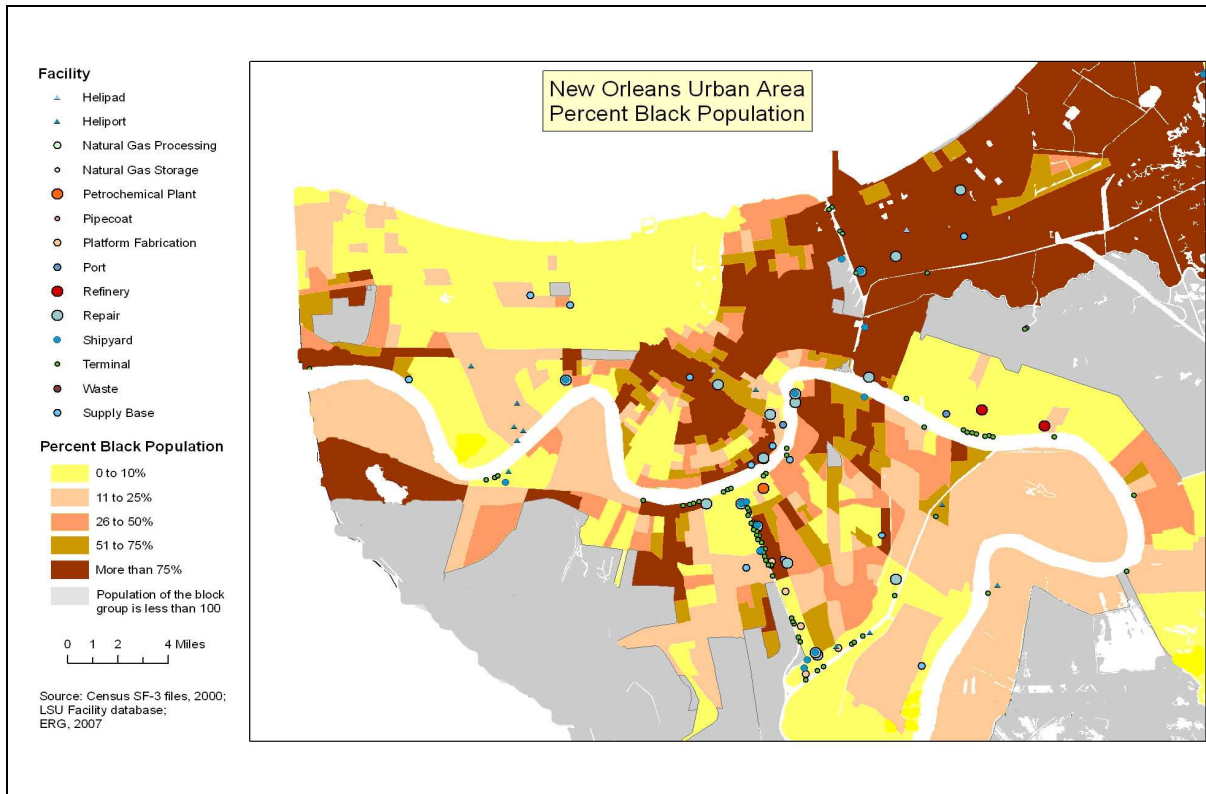 New Orleans Urban Area
Percent Black Population
Facility
Helipad
Heliport
Natural Gas Processing
Natural Gas Storage
Petrochemical Plant
Pipecoat
Platform Fabrication
Port
Refinery
Repair
Shipyard
Terminal
Waste
Supply Base
Percent Black Population
0 to 10%
11 to 25%
26 to 50%
51 to 75%
More than 75%
Population of the block
group is less than 100
0 1 2 4 Miles
Source: Census SF-3 files, 2000;
LSU Facility database;
ERG, 2007